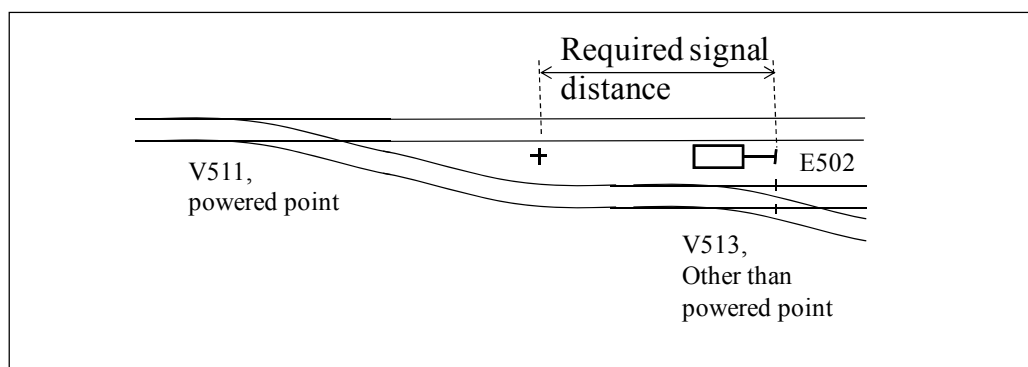 Required signal
distance
V511,
powered point
E502
V513,
Other than
powered point